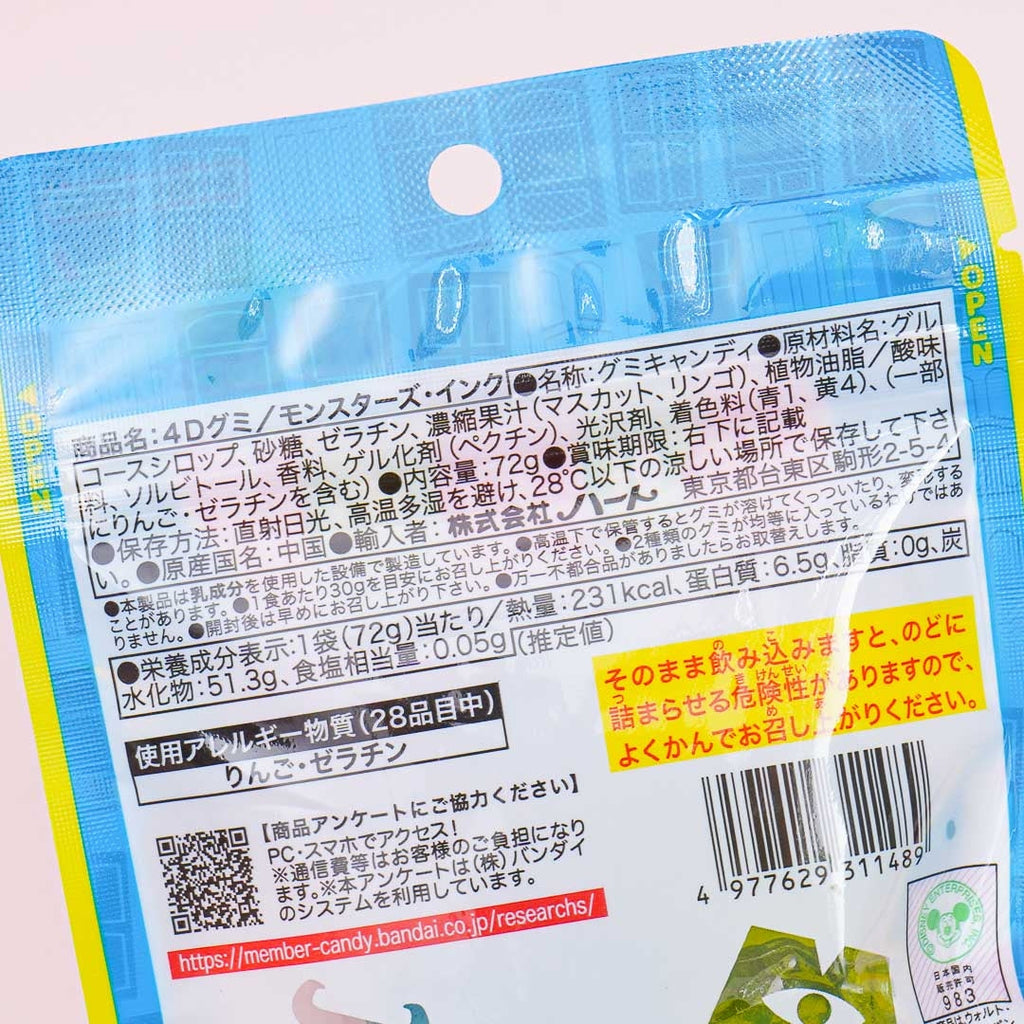 OPEN
OPEN
商品名:4Dグミ/モンスターズ・インク ●名称:グミキャンディ●原材料名:グル
コースシロップ、砂糖、ゼラチン、濃縮果汁(マスカット、リンゴ)、植物油脂/酸味
料、ソルビトール、香料、ゲル化剤(ペクチン)、光沢剤、着色料(青1、黄4)、(一部
にりんご・ゼラチンを含む)●内容量:72g●賞味期限:右下に記載
●保存方法:直射日光、高温多湿を避け、28℃以下の涼しい場所で保存して下さ
い。●原産国名:中国●輸入者:株式会社ハート 東京都台東区駒形2-5-4
●本製品は乳成分を使用した設備で製造しています。●高温下で保管するとグミが溶けてくっついたり、変形する
ことがあります。●1食あたり30gを目安にお召し上がりください。●2種類のグミが均等に入っているわけではあ
りません。●開封後は早めにお召し上がり下さい。●万一不都合品がありましたらお取替えします。
●栄養成分表示:1袋(72g)当たり/熱量:231kcal、蛋白質:6.5g、脂質:0g、炭
水化物:51.3g、食塩相当量:0.05g(推定値)
そのまま飲み込みますと、のどに
詰まらせる危険性がありますので、
よくかんでお召し上がりください。
使用アレルギー物質(28品目中)
りんご・ゼラチン
【商品アンケートにご協力ください】
PC・スマホでアクセス!
※通信費等はお客様のご負担になり
ます。※本アンケートは(株)バンダイ
のシステムを利用しています。
https://member-candy.bandai.co.jp/researchs/
4 977629 311489
©DISNEY ENTERPRISES, INC.
日本国内
販売許可
983